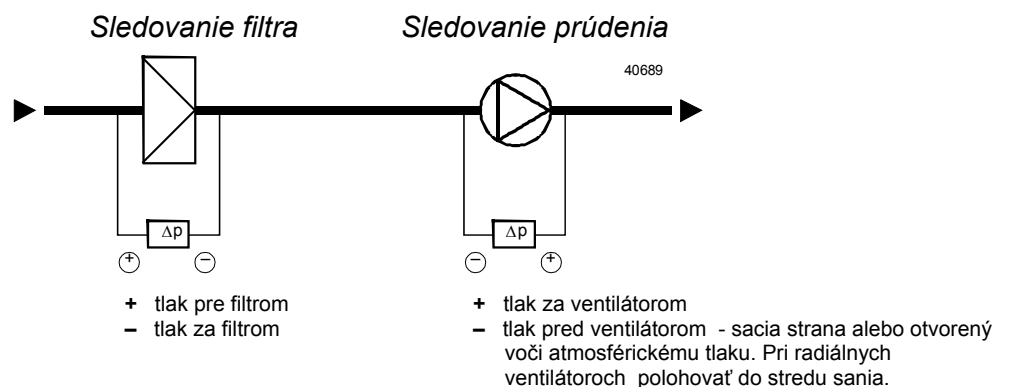 Sledovanie filtra
Sledovanie prúdenia
40689
Δp
Δp
+ −
− +
+ tlak pre filtrom
− tlak za filtrom
+ tlak za ventilátorom
− tlak pred ventilátorom - sacia strana alebo otvorený
voči atmosférickému tlaku. Pri radiálnych
ventilátoroch polohovať do stredu sania.